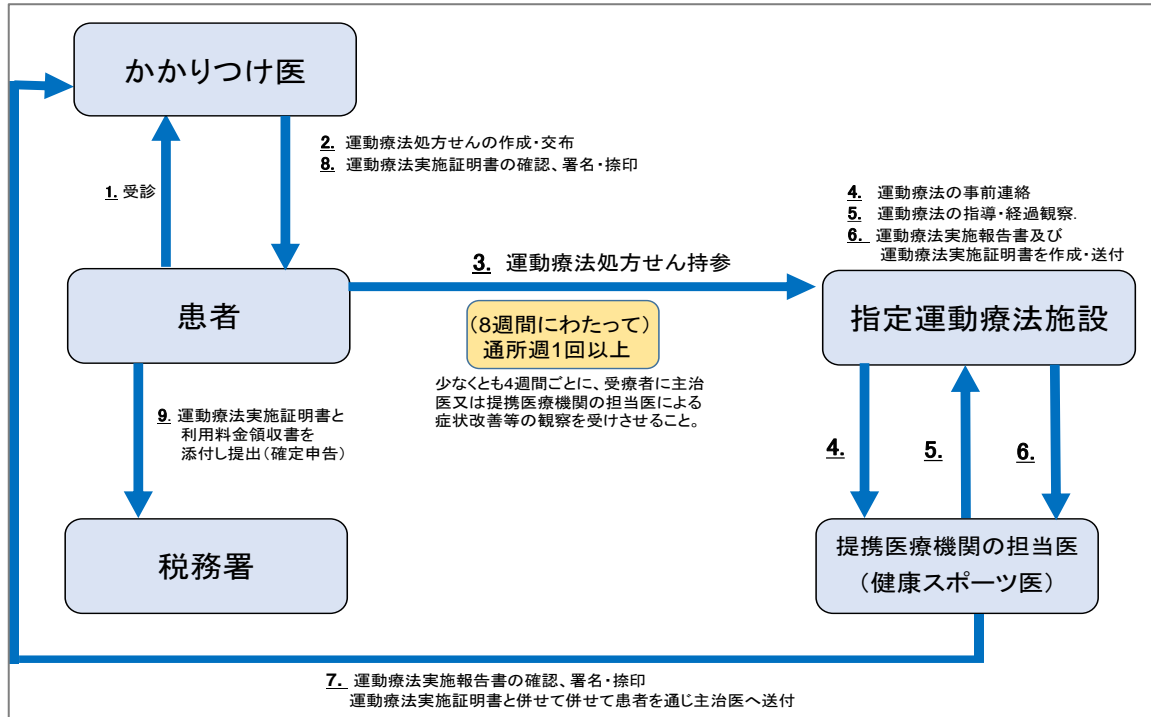 かかりつけ医
2. 運動療法処方せんの作成・交布
8. 運動療法実施証明書の確認、署名・捺印
1. 受診
4. 運動療法の事前連絡
5. 運動療法の指導・経過観察.
6. 運動療法実施報告書及び
運動療法実施証明書を作成・送付
3. 運動療法処方せん持参
患者
(8週間にわたって)
通所週1回以上
指定運動療法施設
少なくとも4週間ごとに、受療者に主治
医又は提携医療機関の担当医による
症状改善等の観察を受けさせること。
9. 運動療法実施証明書と
利用料金領収書を
添付し提出(確定申告)
4.
5.
6.
税務署
提携医療機関の担当医
(健康スポーツ医)
7. 運動療法実施報告書の確認、署名・捺印
運動療法実施証明書と併せて併せて患者を通じ主治医へ送付